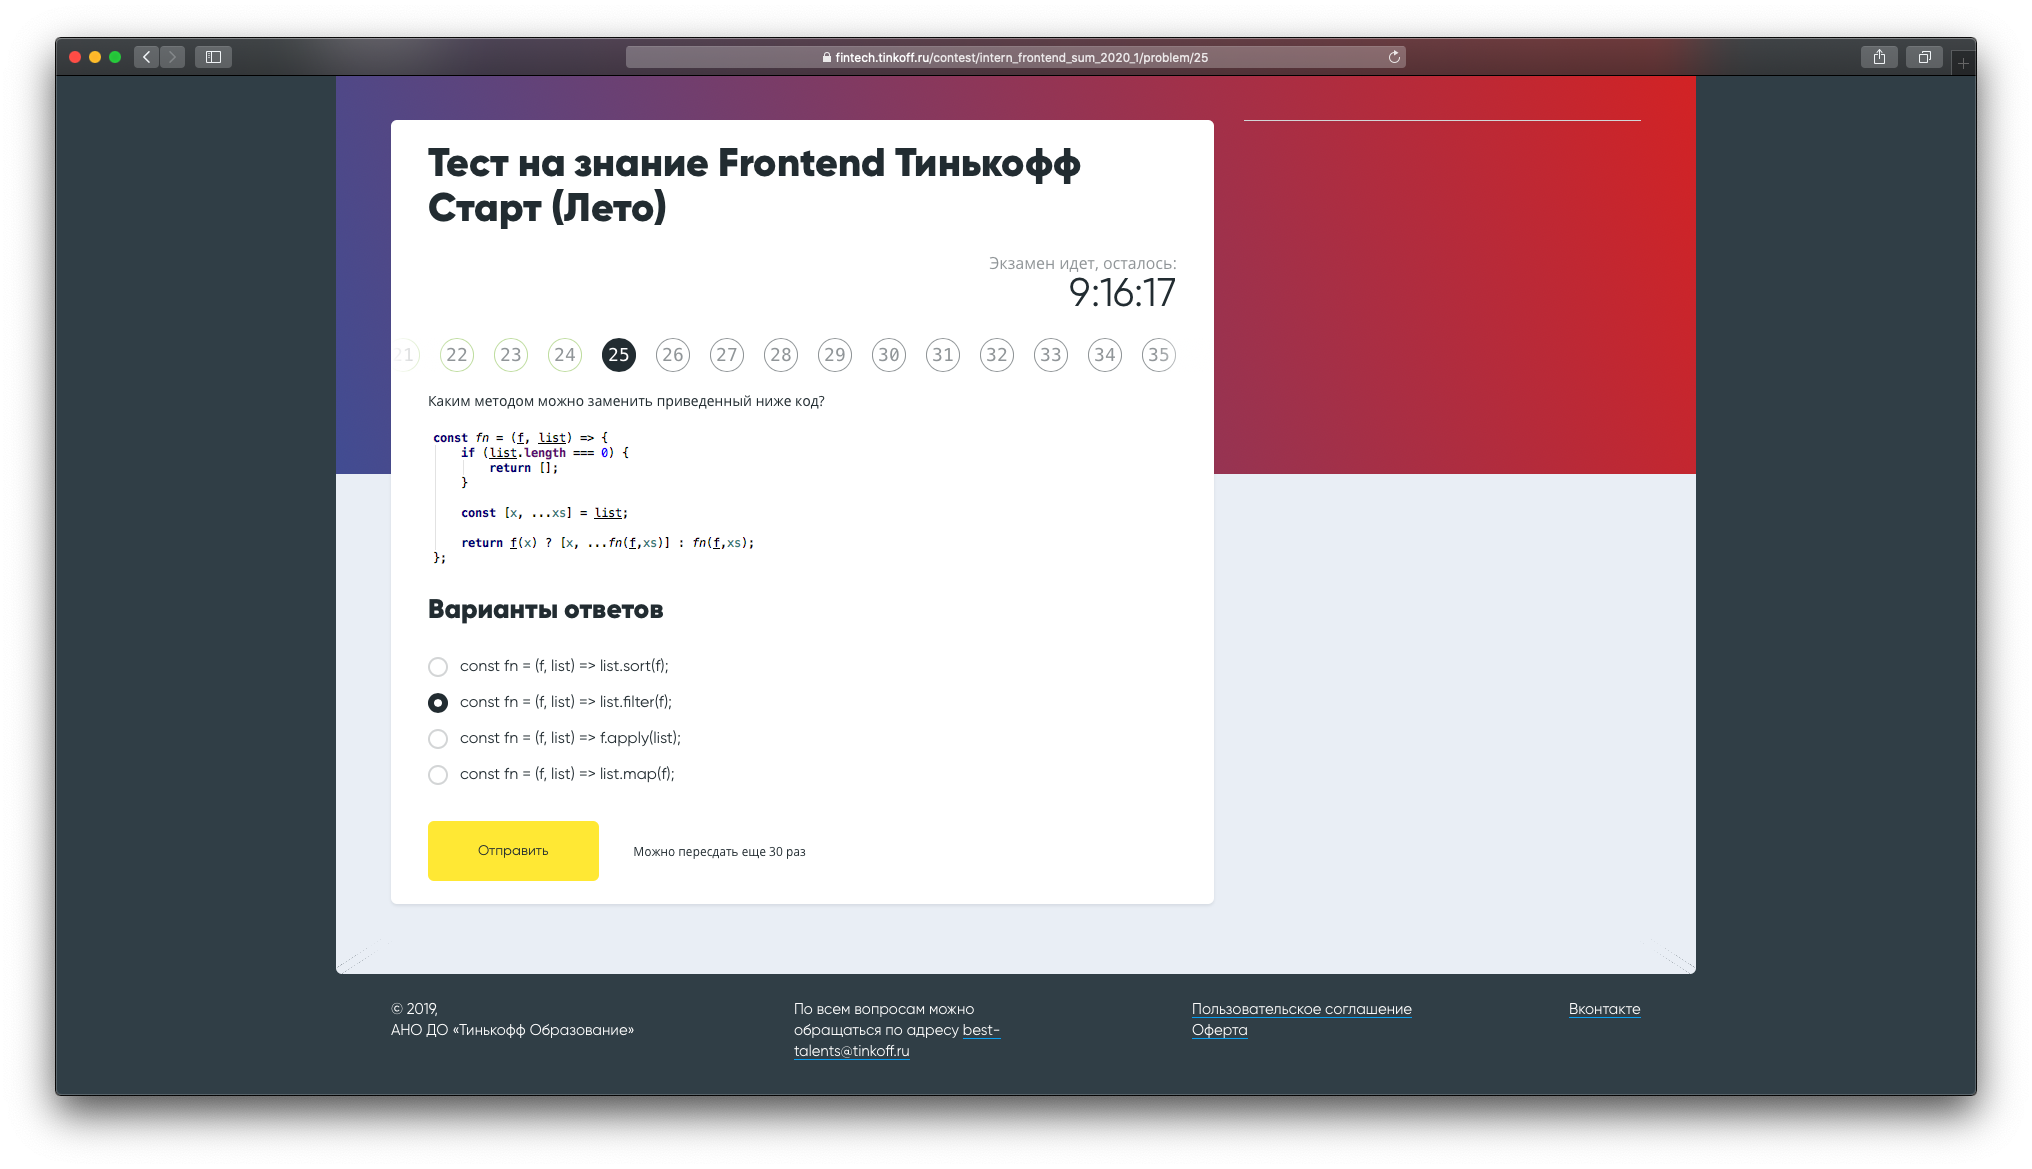 fintech.tinkoff.ru/contest/intern_frontend_sum_2020_1/problem/25
Тест на знание Frontend Тинькофф
Старт (Лето)
Экзамен идет, осталось:
9:16:17
21 22 23 24 25 26 27 28 29 30 31 32 33 34 35
Каким методом можно заменить приведенный ниже код?
const fn = (f, list) => {
    if (list.length === 0) {
        return [];
    }
    const [x, ...xs] = list;
    return f(x) ? [x, ...fn(f,xs)] : fn(f,xs);
};
Варианты ответов
const fn = (f, list) => list.sort(f);
const fn = (f, list) => list.filter(f);
const fn = (f, list) => f.apply(list);
const fn = (f, list) => list.map(f);
Отправить
Можно пересдать еще 30 раз
© 2019,
АНО ДО «Тинькофф Образование»
По всем вопросам можно
обращаться по адресу best-
talents@tinkoff.ru
Пользовательское соглашение
Оферта
Вконтакте